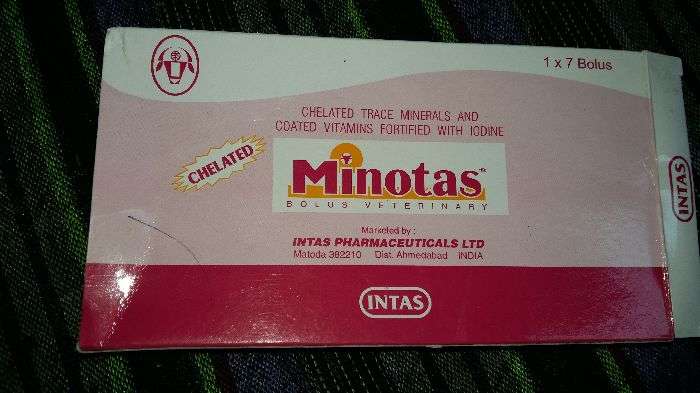 1 x 7 Bolus
CHELATED TRACE MINERALS AND
COATED VITAMINS FORTIFIED WITH IODINE
CHELATED
Minotas
BOLUS VETERINARY
Marketed by :
INTAS PHARMACEUTICALS LTD
Matoda 382210 Dist. Ahmedabad INDIA
INTAS
INTAS